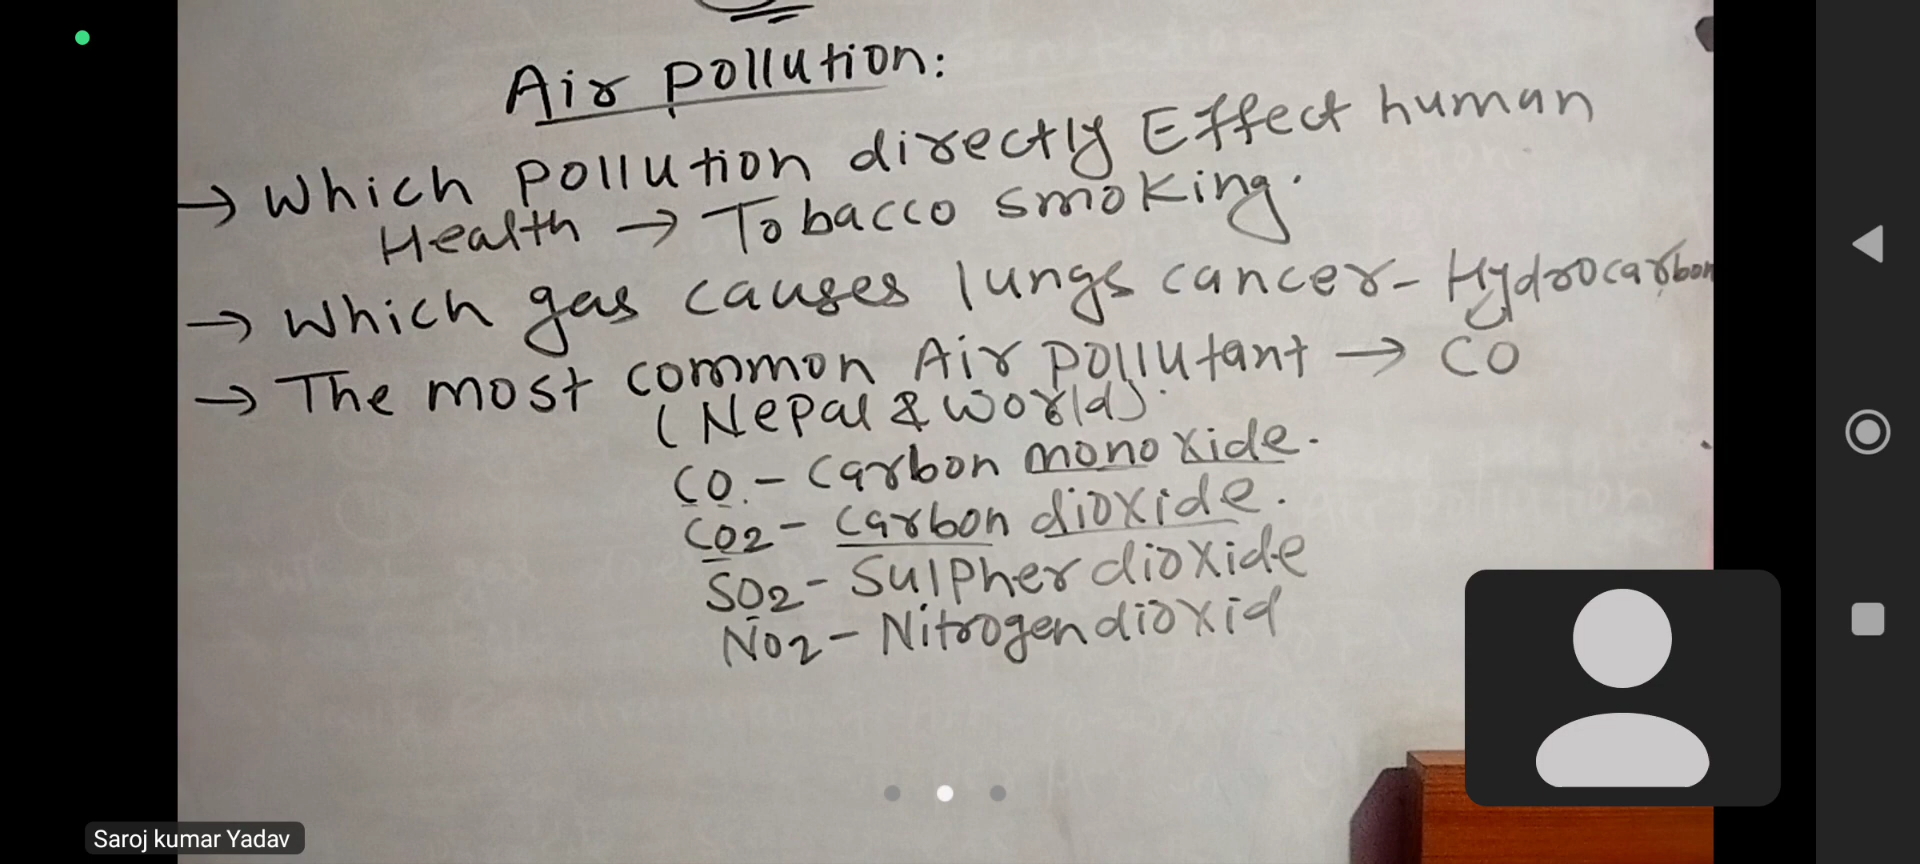 Air pollution:
→ Which pollution directly Effect human
Health → Tobacco smoking.
→ Which gas causes lungs cancer - Hydrocarbon
→ The most common Air pollutant → CO
(Nepal & world).
CO. - Carbon monoxide.
CO2 - Carbon dioxide.
SO2 - Sulpher dioxide
NO2 - Nitrogen dioxid
Saroj kumar Yadav